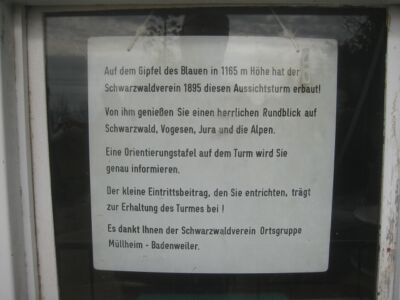 Auf dem Gipfel des Blauen in 1165 m Höhe hat der
Schwarzwaldverein 1895 diesen Aussichtsturm erbaut!
Von ihm genießen Sie einen herrlichen Rundblick auf
Schwarzwald, Vogesen, Jura und die Alpen.
Eine Orientierungstafel auf dem Turm wird Sie
genau informieren.
Der kleine Eintrittsbeitrag, den Sie entrichten, trägt
zur Erhaltung des Turmes bei !
Es dankt Ihnen der Schwarzwaldverein Ortsgruppe
Müllheim - Badenweiler.